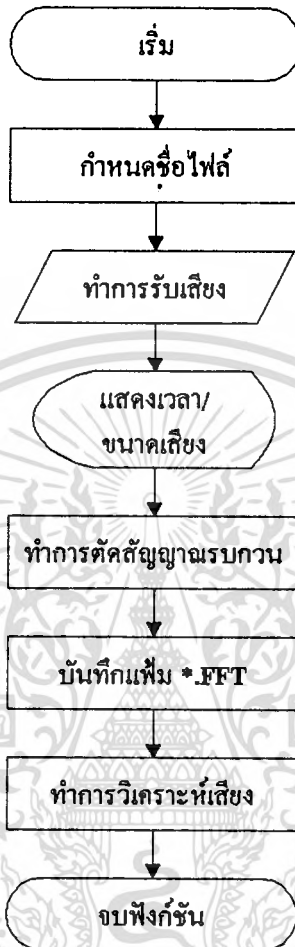 เริ่ม
กำหนดชื่อไฟล์
ทำการรับเสียง
แสดงเวลา/
ขนาดเสียง
ทำการตัดสัญญาณรบกวน
บันทึกแฟ้ม *.FFT
ทำการวิเคราะห์เสียง
จบฟังก์ชัน